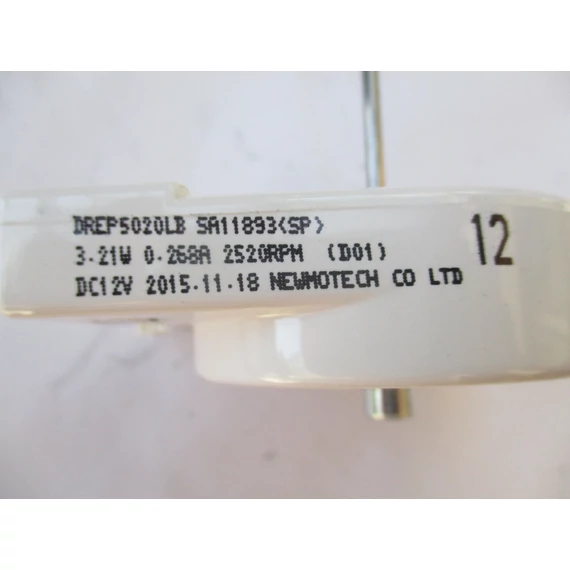 DREP5020LB SA11893(SP)
3.21W 0.268A 2520RPM (D01)
DC12V 2015.11.18 NEWMOTECH CO LTD
12